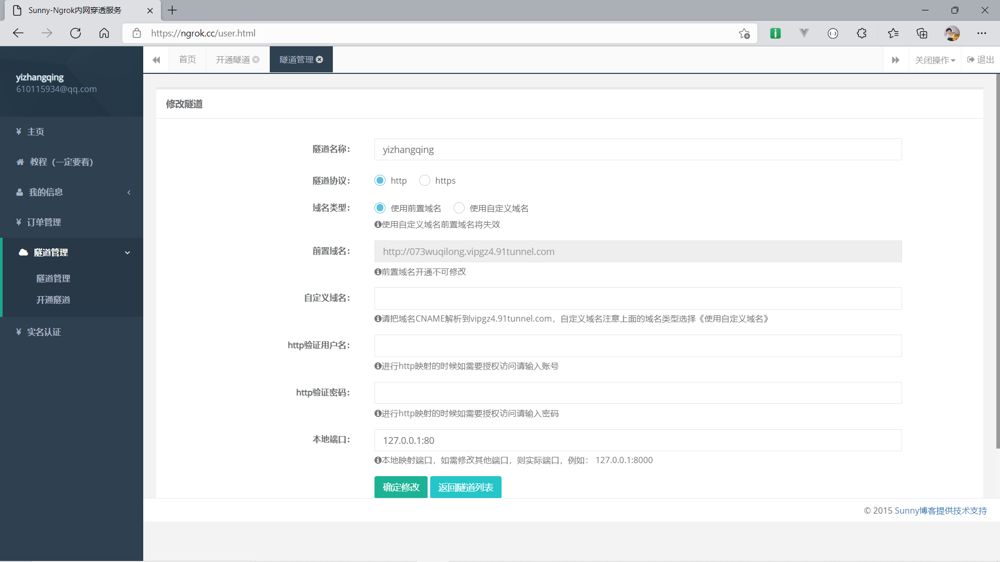 Sunny-Ngrok内网穿透服务
https://ngrok.cc/user.html
首页
开通隧道
隧道管理
关闭操作
退出
yizhangqing
610115934@qq.com
¥ 主页
教程（一定要看）
我的信息
¥ 订单管理
隧道管理
隧道管理
开通隧道
¥ 实名认证
修改隧道
隧道名称：
yizhangqing
隧道协议：
http
https
域名类型：
使用前置域名
使用自定义域名
使用自定义域名前置域名将失效
前置域名：
http://073wuqilong.vipgz4.91tunnel.com
前置域名开通不可修改
自定义域名：
请把域名CNAME解析到vipgz4.91tunnel.com，自定义域名注意上面的域名类型选择《使用自定义域名》
http验证用户名：
进行http映射的时候如需要授权访问请输入账号
http验证密码：
进行http映射的时候如需要授权访问请输入密码
本地端口：
127.0.0.1:80
本地映射端口，如需修改其他端口，则实际端口，例如： 127.0.0.1:8000
确定修改
返回隧道列表
© 2015 Sunny博客提供技术支持